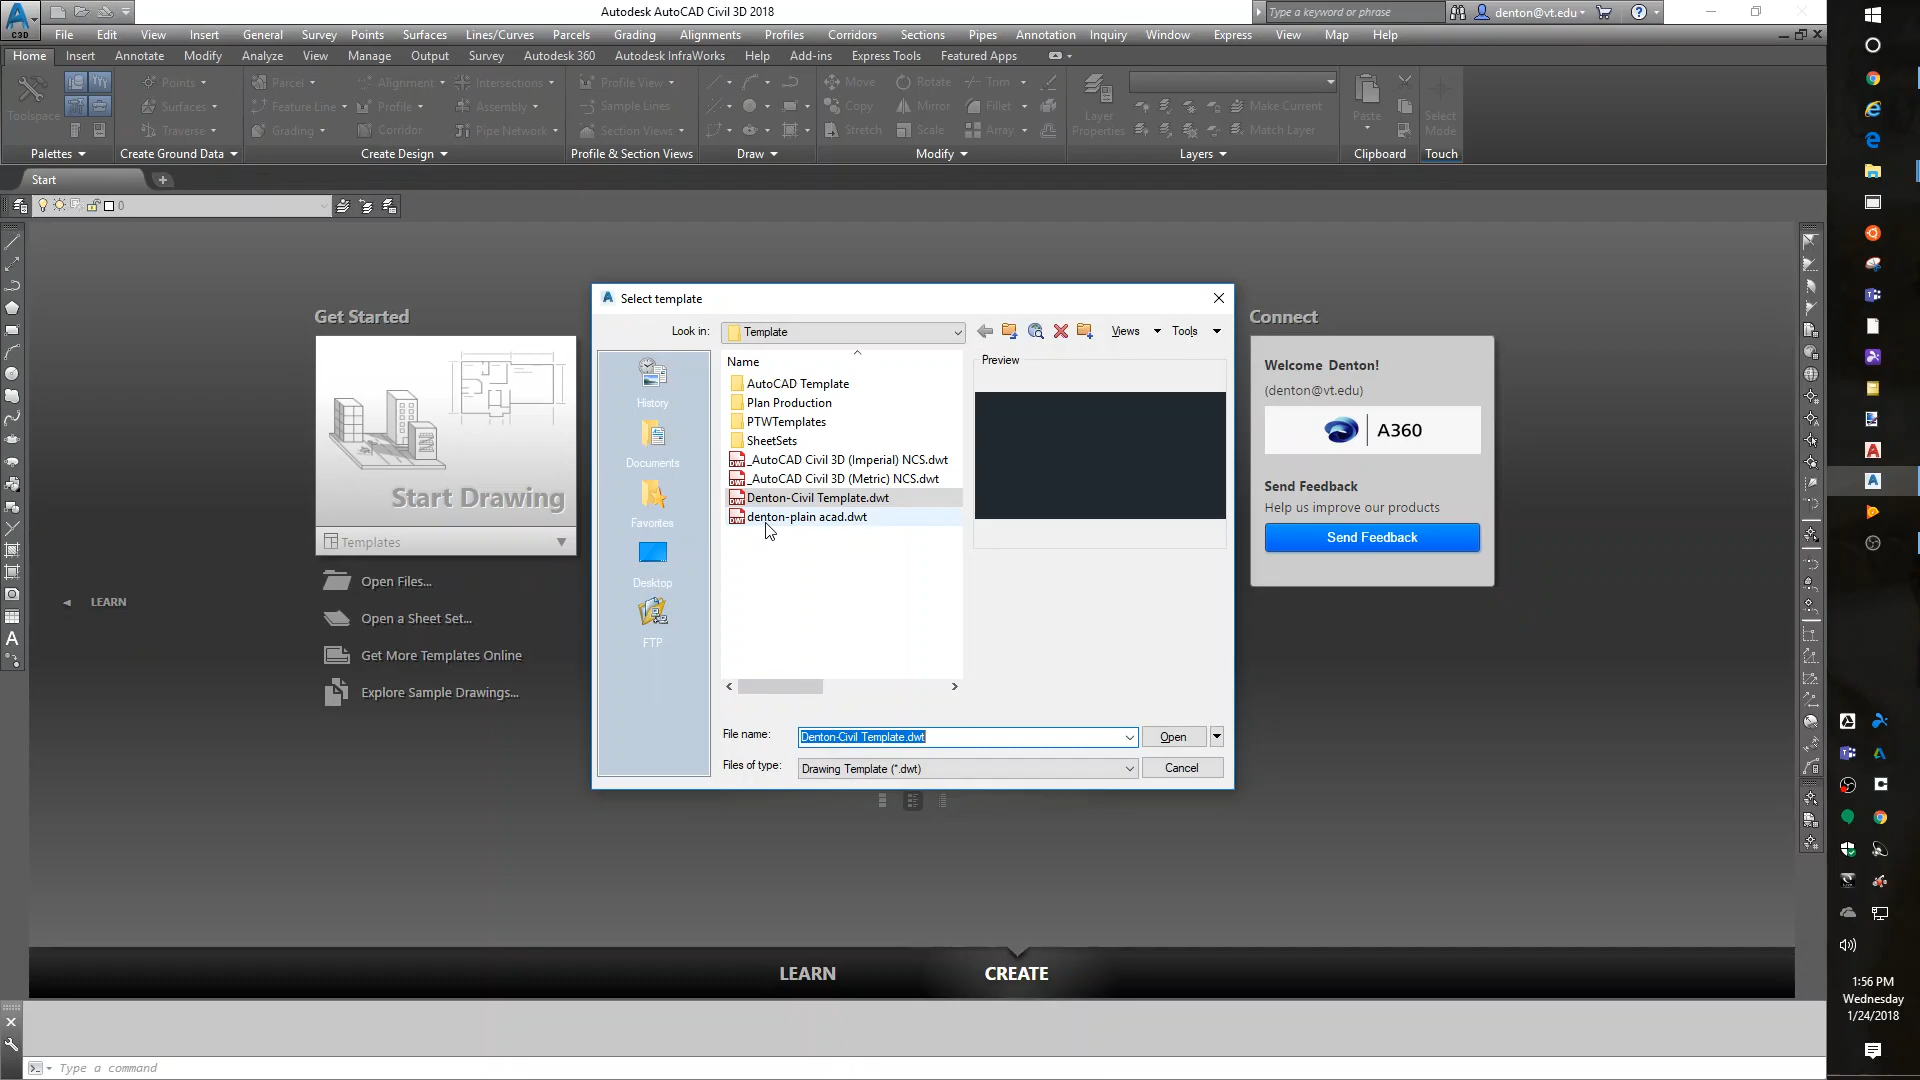 C3D
Autodesk AutoCAD Civil 3D 2018
Type a keyword or phrase
denton@vt.edu
File Edit View Insert General Survey Points Surfaces Lines/Curves Parcels Grading Alignments Profiles Corridors Sections Pipes Annotation Inquiry Window Express View Map Help
Home Insert Annotate Modify Analyze View Manage Output Survey Autodesk 360 Autodesk InfraWorks Help Add-ins Express Tools Featured Apps
Points Parcel Alignment Intersections Profile View Move Rotate Trim
Toolspace Surfaces Feature Line Profile Assembly Sample Lines Copy Mirror Fillet Layer Properties Make Current Paste Select Mode
Traverse Grading Corridor Pipe Network Section Views Stretch Scale Array Match Layer
Palettes Create Ground Data Create Design Profile & Section Views Draw Modify Layers Clipboard Touch
Start
0
Get Started
Start Drawing
Templates
Open Files...
Open a Sheet Set...
Get More Templates Online
Explore Sample Drawings...
LEARN
Select template
Look in: Template
Views Tools
History
Documents
Favorites
Desktop
FTP
Name
AutoCAD Template
Plan Production
PTWTemplates
SheetSets
_AutoCAD Civil 3D (Imperial) NCS.dwt
_AutoCAD Civil 3D (Metric) NCS.dwt
Denton-Civil Template.dwt
denton-plain acad.dwt
Preview
File name: Denton-Civil Template.dwt Open
Files of type: Drawing Template (*.dwt) Cancel
Connect
Welcome Denton!
(denton@vt.edu)
A360
Send Feedback
Help us improve our products
Send Feedback
LEARN CREATE
Type a command
1:56 PM
Wednesday
1/24/2018